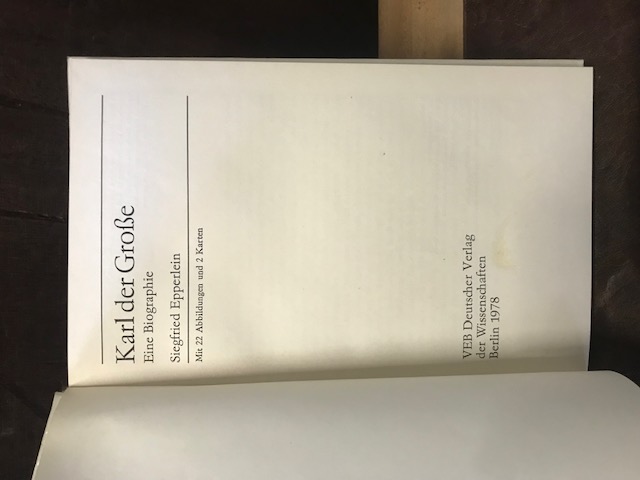 Karl der Große
Eine Biographie
Siegfried Epperlein
Mit 22 Abbildungen und 2 Karten
VEB Deutscher Verlag
der Wissenschaften
Berlin 1978